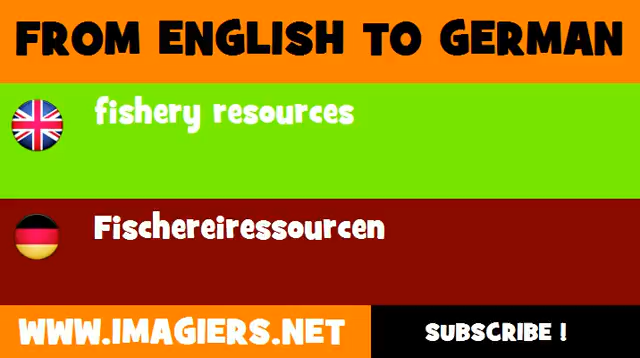 FROM ENGLISH TO GERMAN
fishery resources
Fischereiressourcen
WWW.IMAGIERS.NET
SUBSCRIBE !